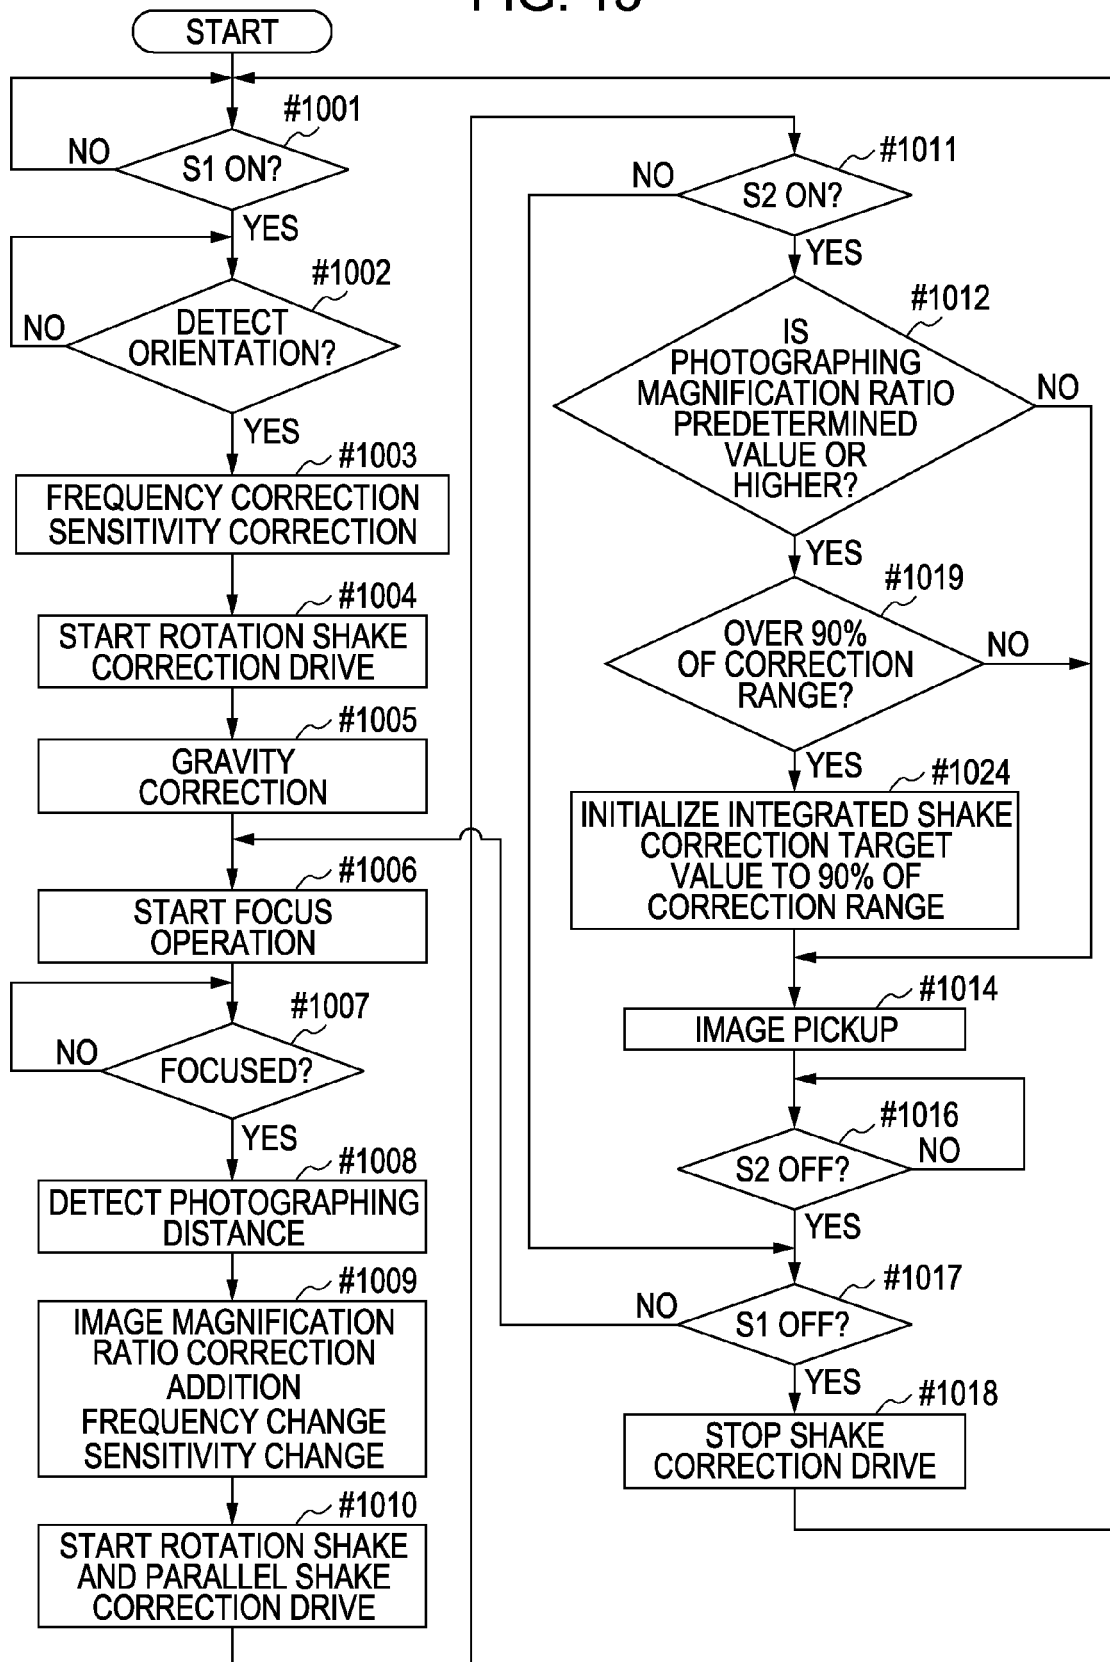 START
#1001
S1 ON?
NO
YES
#1002
DETECT
ORIENTATION?
NO
YES
#1003
FREQUENCY CORRECTION
SENSITIVITY CORRECTION
#1004
START ROTATION SHAKE
CORRECTION DRIVE
#1005
GRAVITY
CORRECTION
#1006
START FOCUS
OPERATION
#1007
FOCUSED?
NO
YES
#1008
DETECT PHOTOGRAPHING
DISTANCE
#1009
IMAGE MAGNIFICATION
RATIO CORRECTION
ADDITION
FREQUENCY CHANGE
SENSITIVITY CHANGE
#1010
START ROTATION SHAKE
AND PARALLEL SHAKE
CORRECTION DRIVE
#1011
S2 ON?
NO
YES
#1012
IS
PHOTOGRAPHING
MAGNIFICATION RATIO
PREDETERMINED
VALUE OR
HIGHER?
NO
YES
#1019
OVER 90%
OF CORRECTION
RANGE?
NO
YES
#1024
INITIALIZE INTEGRATED SHAKE
CORRECTION TARGET
VALUE TO 90% OF
CORRECTION RANGE
#1014
IMAGE PICKUP
#1016
S2 OFF?
NO
YES
#1017
S1 OFF?
NO
YES
#1018
STOP SHAKE
CORRECTION DRIVE